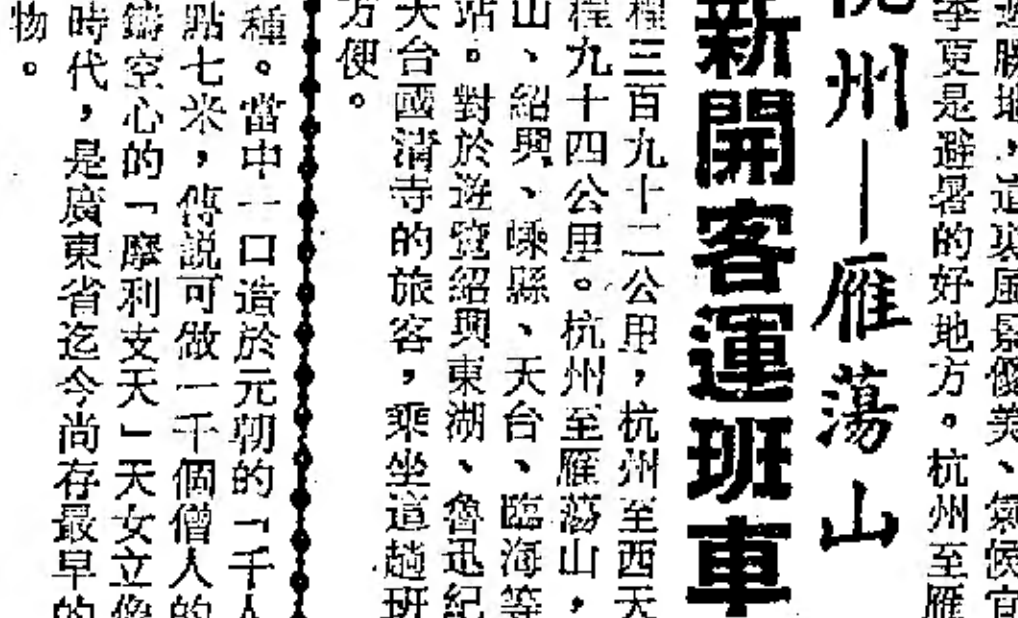 遊勝地，這裏風景優美、氣候宜
季更是避暑的好地方。杭州至雁
杭州—雁蕩山
新開客運班車
程三百九十二公里，杭州至西天
程九十四公里。杭州至雁蕩山，
山、紹興、嵊縣、天台、臨海等
站。對於遊覽紹興東湖、魯迅紀
天台國清寺的旅客，乘坐這趟班
方便。
種。當中一口造於元朝的「千人
點七米，傳説可做一千個僧人的
鑄空心的「摩利支天」天女立像
時代，是廣東省迄今尚存最早的
物。